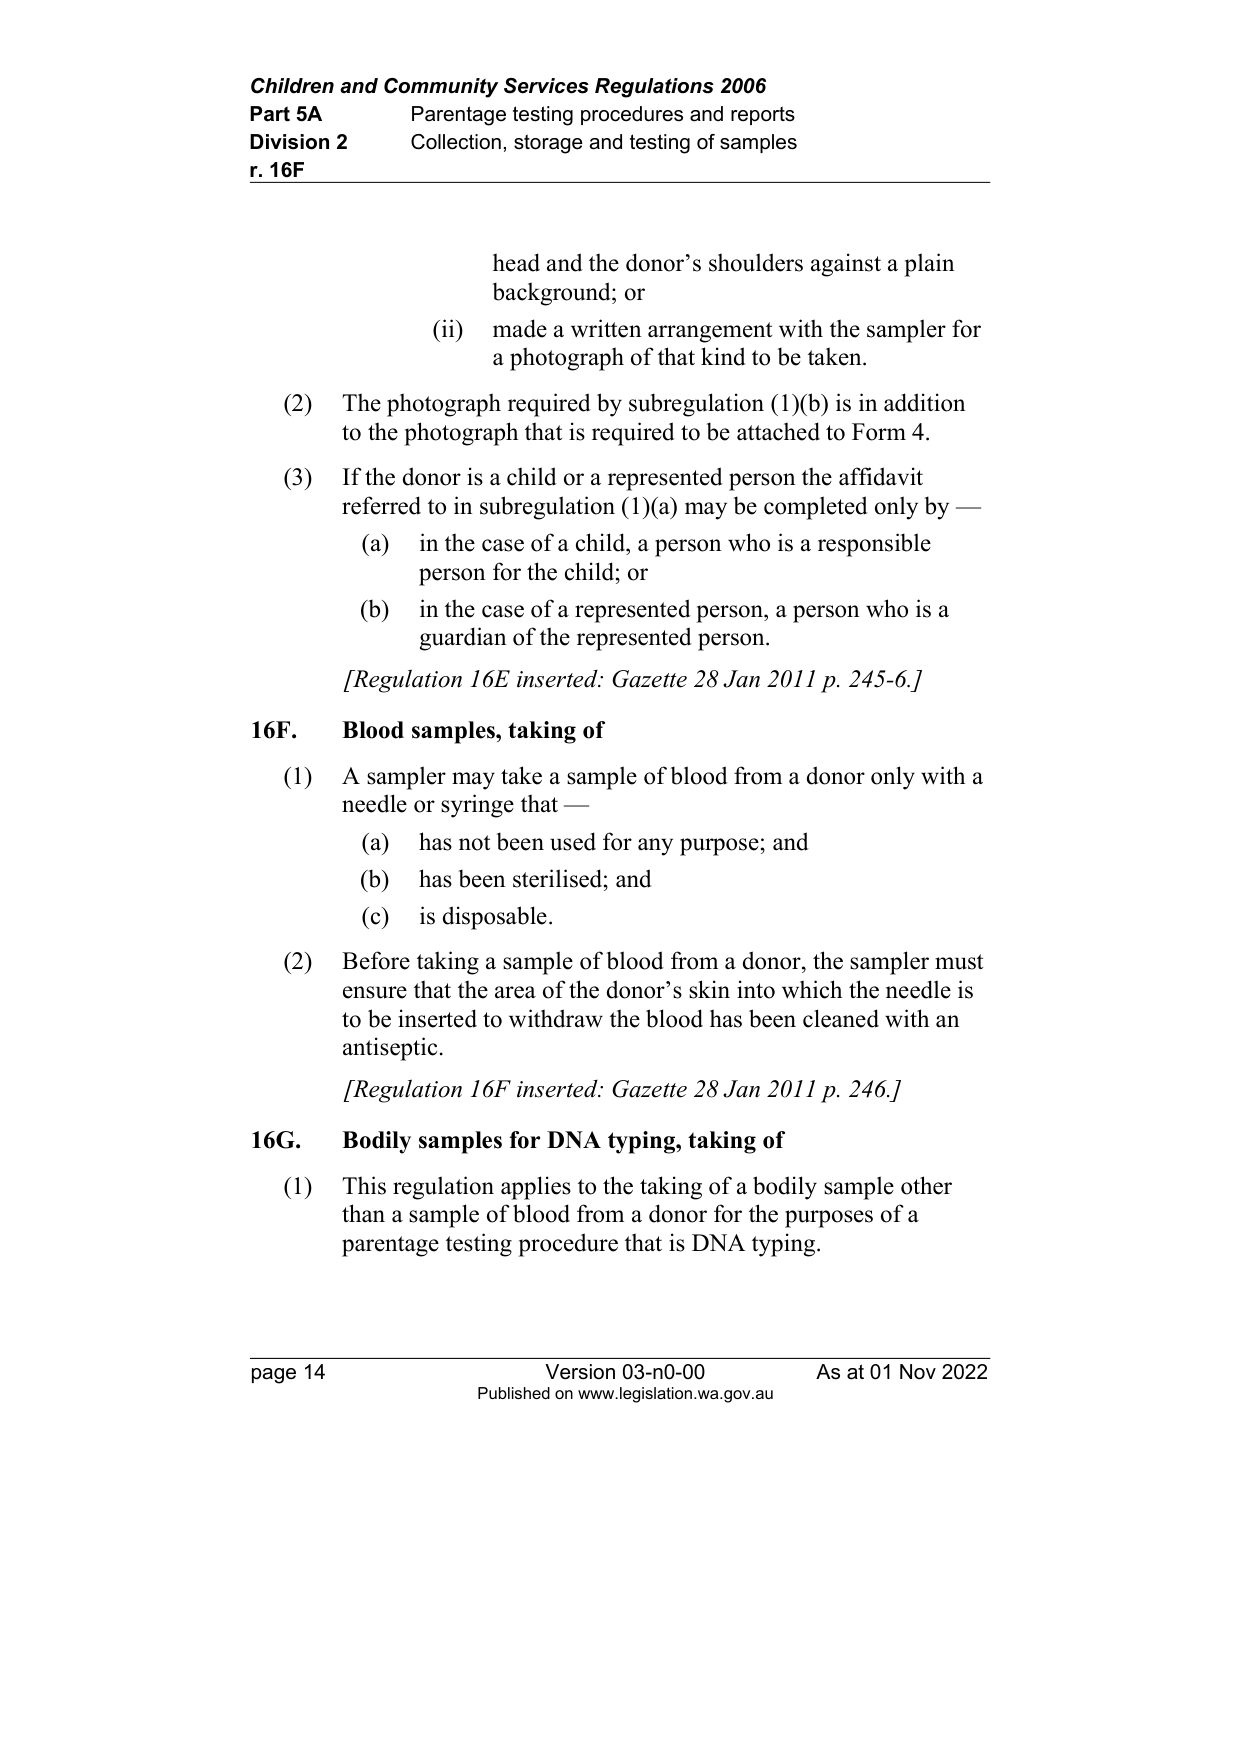 Children and Community Services Regulations 2006
Part 5A Parentage testing procedures and reports
Division 2 Collection, storage and testing of samples
r. 16F
head and the donor’s shoulders against a plain
background; or
(ii) made a written arrangement with the sampler for
a photograph of that kind to be taken.
(2) The photograph required by subregulation (1)(b) is in addition
to the photograph that is required to be attached to Form 4.
(3) If the donor is a child or a represented person the affidavit
referred to in subregulation (1)(a) may be completed only by —
(a) in the case of a child, a person who is a responsible
person for the child; or
(b) in the case of a represented person, a person who is a
guardian of the represented person.
[Regulation 16E inserted: Gazette 28 Jan 2011 p. 245-6.]
16F. Blood samples, taking of
(1) A sampler may take a sample of blood from a donor only with a
needle or syringe that —
(a) has not been used for any purpose; and
(b) has been sterilised; and
(c) is disposable.
(2) Before taking a sample of blood from a donor, the sampler must
ensure that the area of the donor’s skin into which the needle is
to be inserted to withdraw the blood has been cleaned with an
antiseptic.
[Regulation 16F inserted: Gazette 28 Jan 2011 p. 246.]
16G. Bodily samples for DNA typing, taking of
(1) This regulation applies to the taking of a bodily sample other
than a sample of blood from a donor for the purposes of a
parentage testing procedure that is DNA typing.
page 14 Version 03-n0-00 As at 01 Nov 2022
Published on www.legislation.wa.gov.au